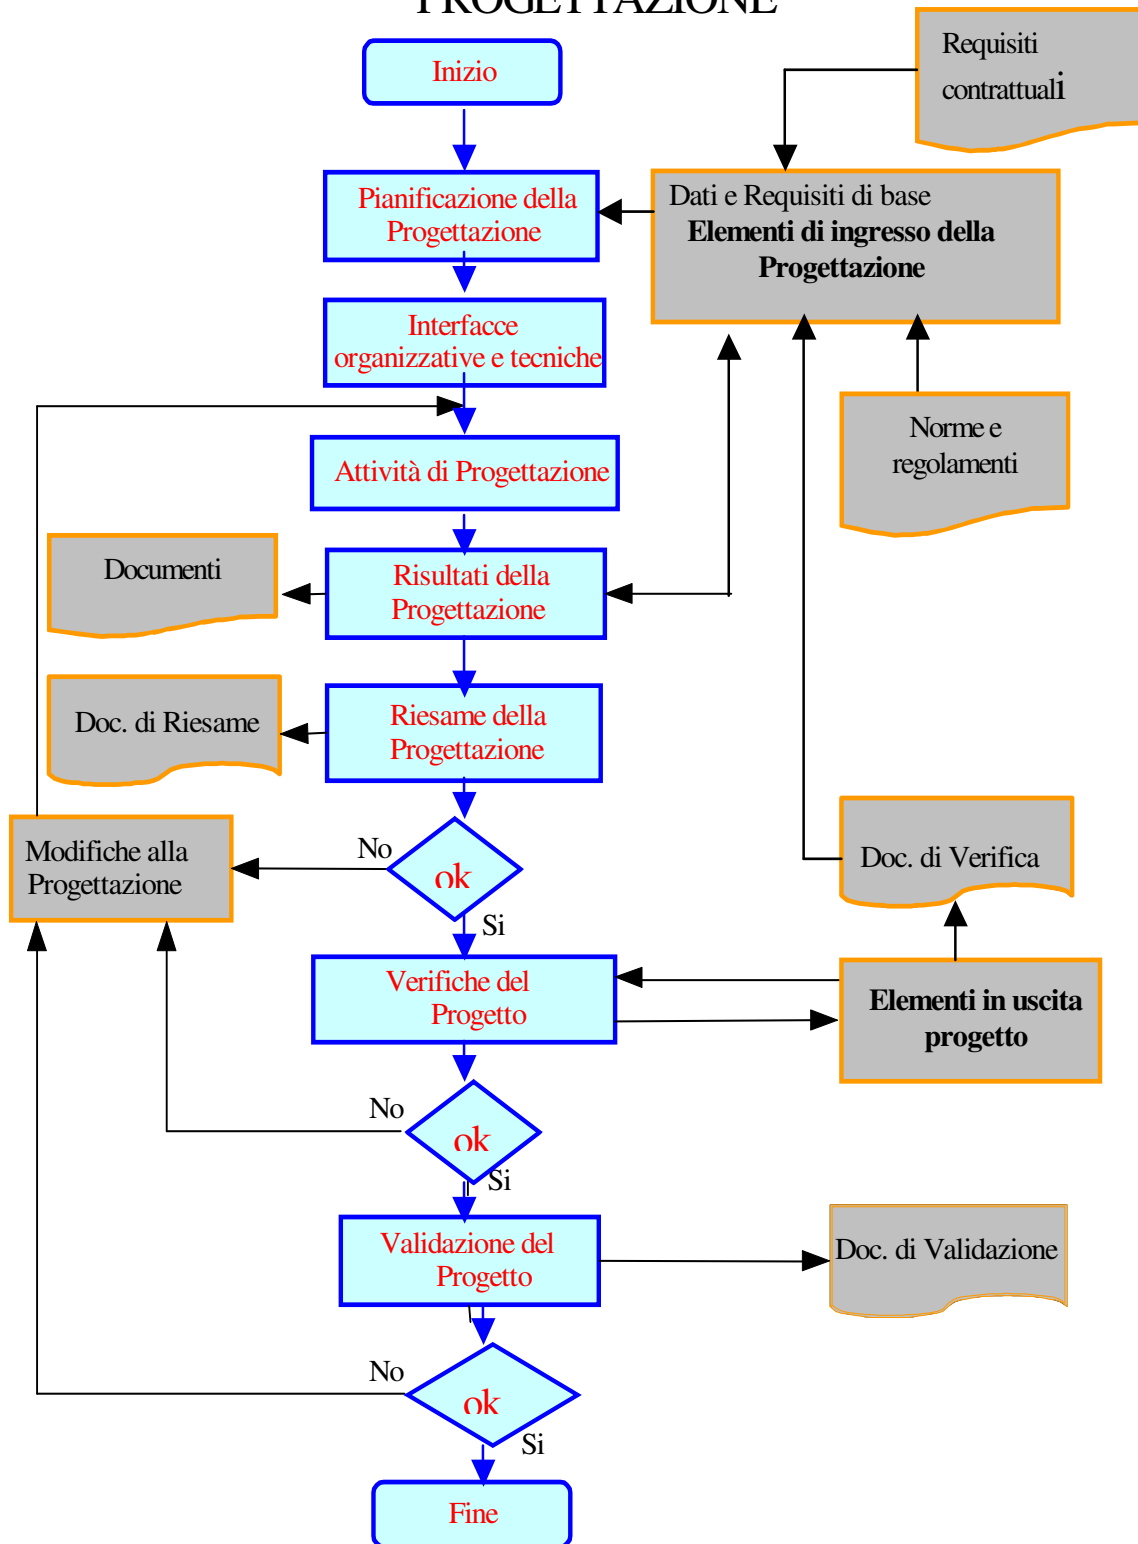 PROGETTAZIONE
Inizio
Requisiti
contrattuali
Pianificazione della
Progettazione
Dati e Requisiti di base
Elementi di ingresso della
Progettazione
Interfacce
organizzative e tecniche
Norme e
regolamenti
Attività di Progettazione
Documenti
Risultati della
Progettazione
Doc. di Riesame
Riesame della
Progettazione
Modifiche alla
Progettazione
No
ok
Si
Doc. di Verifica
Verifiche del
Progetto
Elementi in uscita
progetto
No
ok
Si
Validazione del
Progetto
Doc. di Validazione
No
ok
Si
Fine